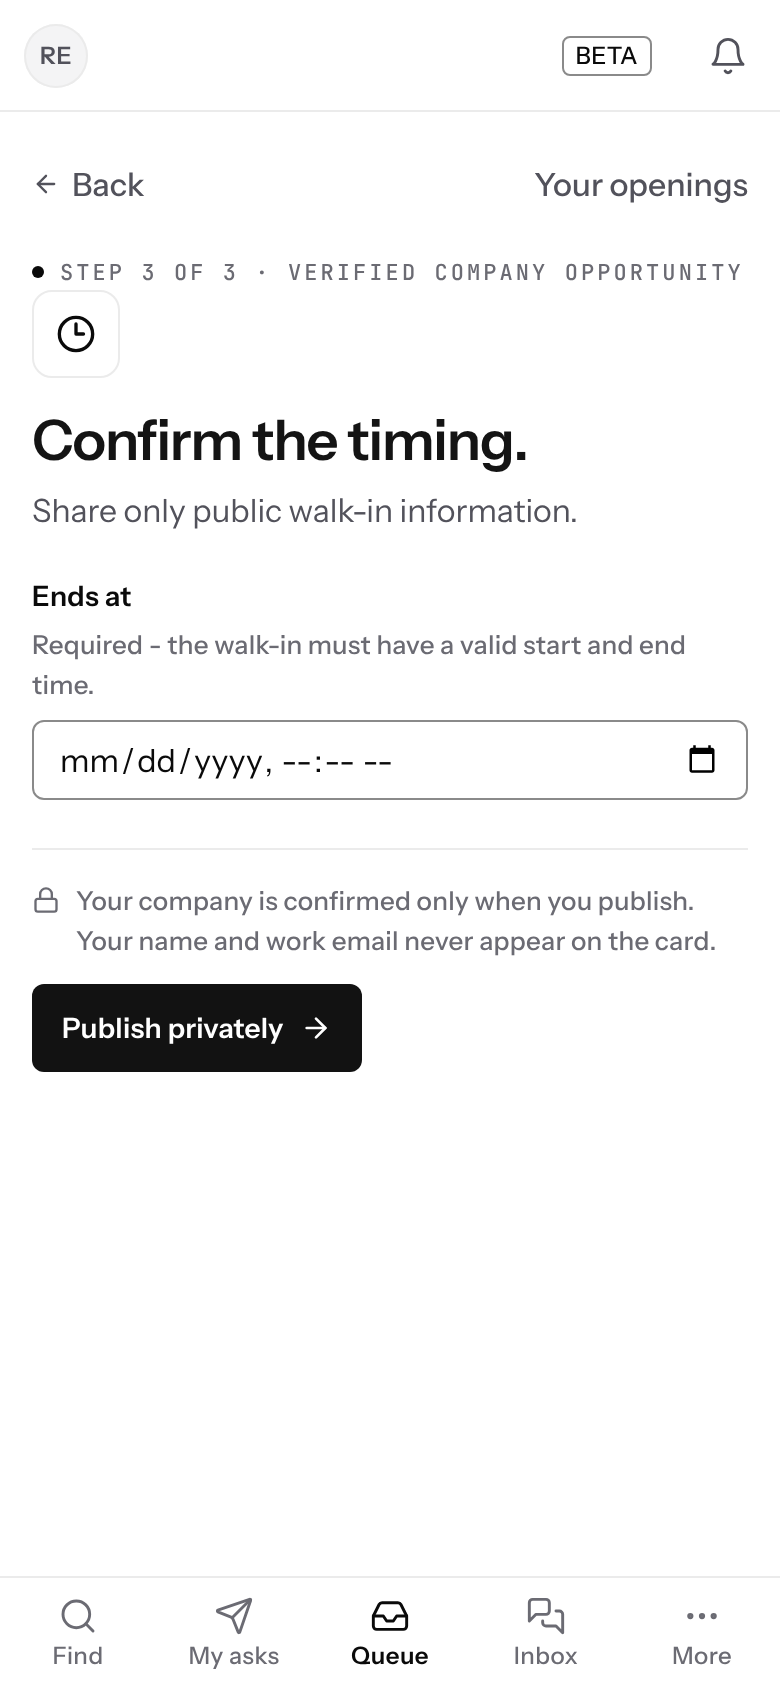 RE
BETA
Back
Your openings
STEP 3 OF 3 · VERIFIED COMPANY OPPORTUNITY
Confirm the timing.
Share only public walk-in information.
Ends at
Required - the walk-in must have a valid start and end
time.
mm/dd/yyyy, --:-- --
Your company is confirmed only when you publish.
Your name and work email never appear on the card.
Publish privately
Find
My asks
Queue
Inbox
More